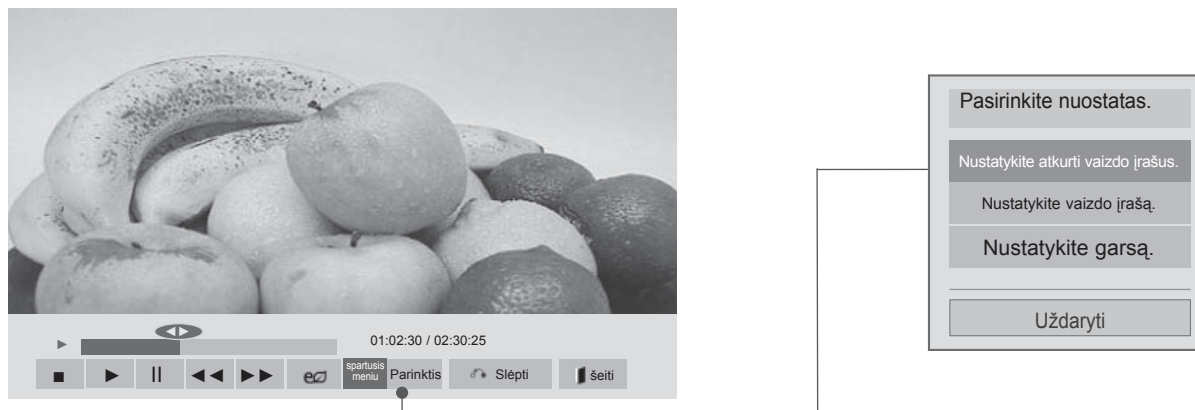 01:02:30 / 02:30:25
spartusis
meniu
Parinktis
Slėpti
šeiti
Pasirinkite nuostatas.
Nustatykite atkurti vaizdo įrašus.
Nustatykite vaizdo įrašą.
Nustatykite garsą.
Uždaryti